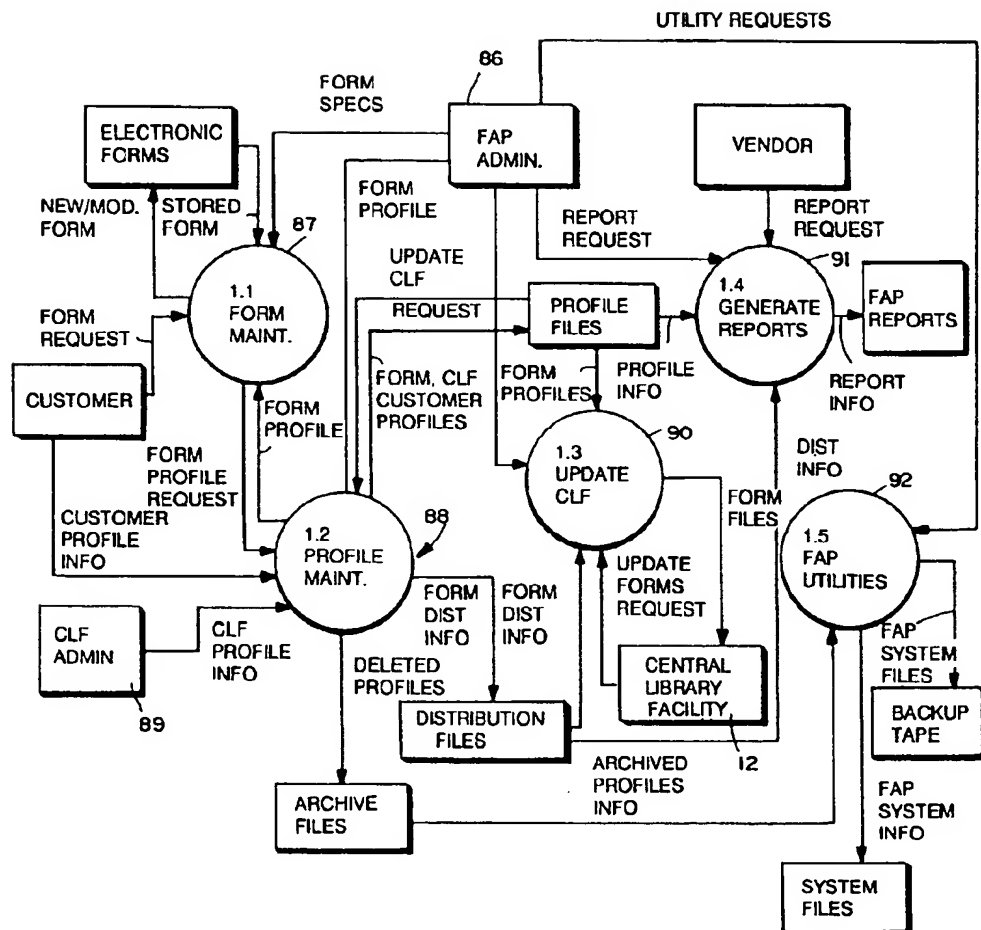 UTILITY REQUESTS
86
FORM
SPECS
ELECTRONIC
FORMS
FAP
ADMIN.
VENDOR
NEW/MOD.
FORM
STORED
FORM
87
FORM
PROFILE
REPORT
REQUEST
REPORT
REQUEST
91
UPDATE
CLF
REQUEST
1.1
FORM
MAINT.
PROFILE
FILES
1.4
GENERATE
REPORTS
FAP
REPORTS
FORM
REQUEST
CUSTOMER
FORM
PROFILE
FORM, CLF
CUSTOMER
PROFILES
FORM
PROFILES
PROFILE
INFO
REPORT
INFO
90
FORM
PROFILE
REQUEST
1.3
UPDATE
CLF
DIST
INFO
92
CUSTOMER
PROFILE
INFO
88
1.2
PROFILE
MAINT.
FORM
FILES
1.5
FAP
UTILITIES
FORM
DIST
INFO
FORM
DIST
INFO
UPDATE
FORMS
REQUEST
CLF
ADMIN
89
CLF
PROFILE
INFO
DELETED
PROFILES
FAP
SYSTEM
FILES
CENTRAL
LIBRARY
FACILITY
12
DISTRIBUTION
FILES
BACKUP
TAPE
ARCHIVED
PROFILES
INFO
ARCHIVE
FILES
FAP
SYSTEM
INFO
SYSTEM
FILES